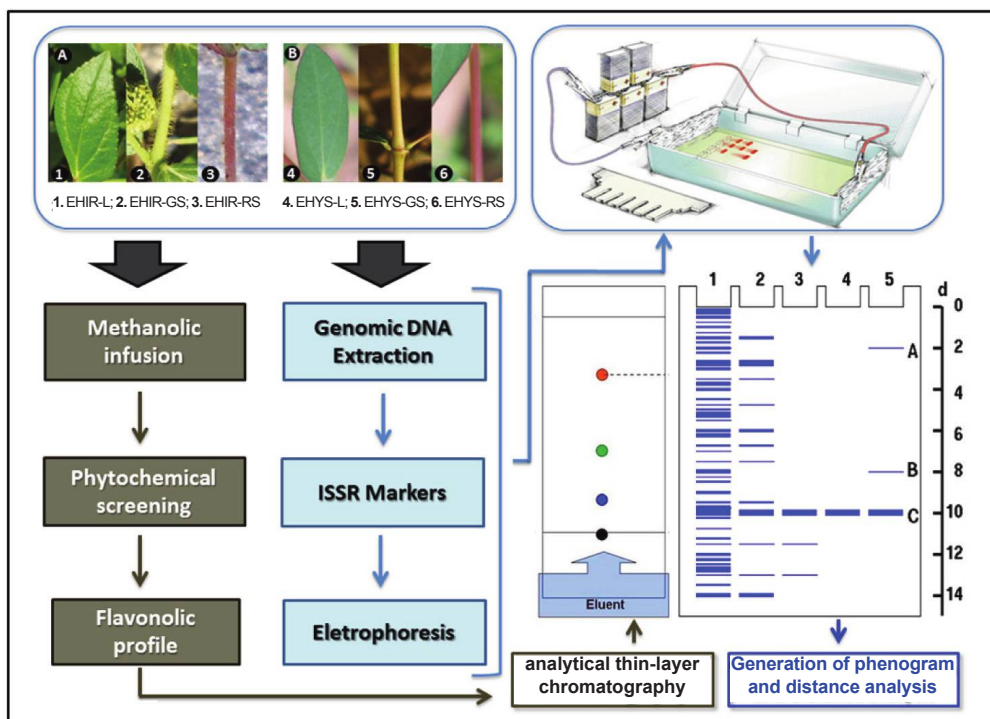 A
B
1
2
3
4
5
6
1. EHIR-L; 2. EHIR-GS; 3. EHIR-RS
4. EHYS-L; 5. EHYS-GS; 6. EHYS-RS
Methanolic
infusion
Phytochemical
screening
Flavonolic
profile
Genomic DNA
Extraction
ISSR Markers
Eletrophoresis
Eluent
analytical thin-layer
chromatography
1 2 3 4 5 d
0
A 2
4
6
B 8
C 10
12
14
Generation of phenogram
and distance analysis